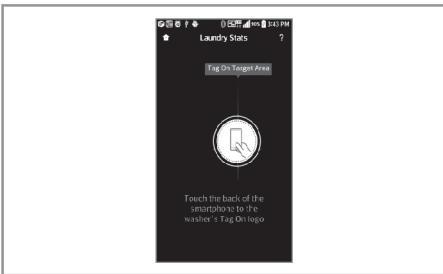 3:43 PM
Laundry Stats ?
Tag On Target Area
Touch the back of the
smartphone to the
washer's Tag On logo